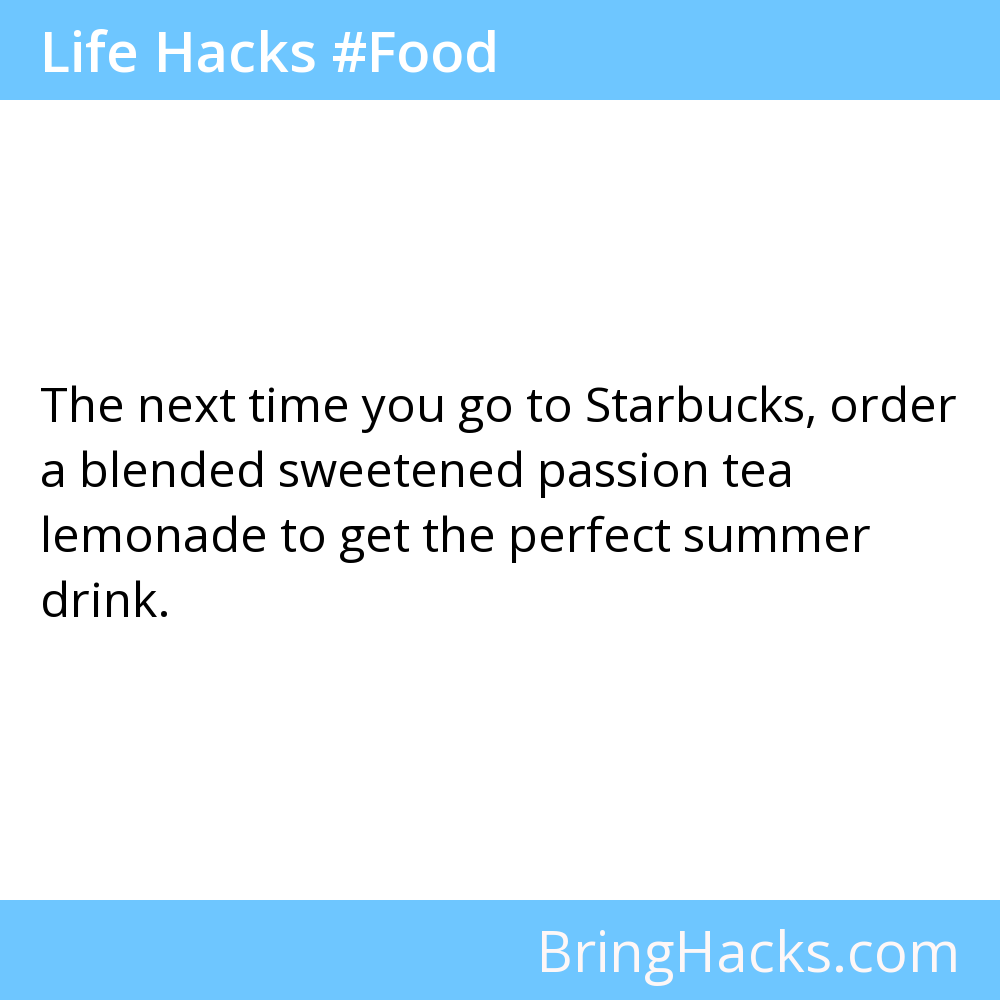 Life Hacks #Food
The next time you go to Starbucks, order
a blended sweetened passion tea
lemonade to get the perfect summer
drink.
BringHacks.com